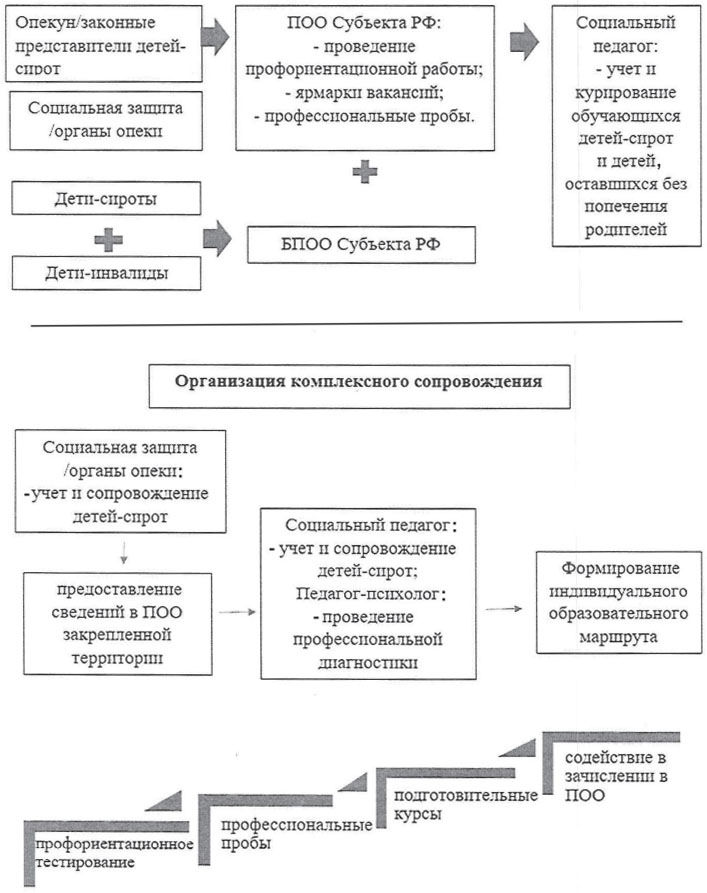 Опекун/законные
представители детей-
сирот
Социальная защита
/органы опеки
Дети-сироты
Дети-инвалиды
ПОО Субъекта РФ:
- проведение
профориентационной работы;
- ярмарки вакансий;
- профессиональные пробы.
БПОО Субъекта РФ
Социальный
педагог:
- учет и
курирование
обучающихся
детей-сирот
и детей,
оставшихся без
попечения
родителей
Организация комплексного сопровождения
Социальная защита
/органы опеки:
-учет и сопровождение
детей-сирот
предоставление
сведений в ПОО
закрепленной
территории
Социальный педагог:
- учет и сопровождение
детей-сирот;
Педагог-психолог:
- проведение
профессиональной
диагностики
Формирование
индивидуального
образовательного
маршрута
профориентационное
тестирование
профессиональные
пробы
подготовительные
курсы
содействие в
зачислении в
ПОО